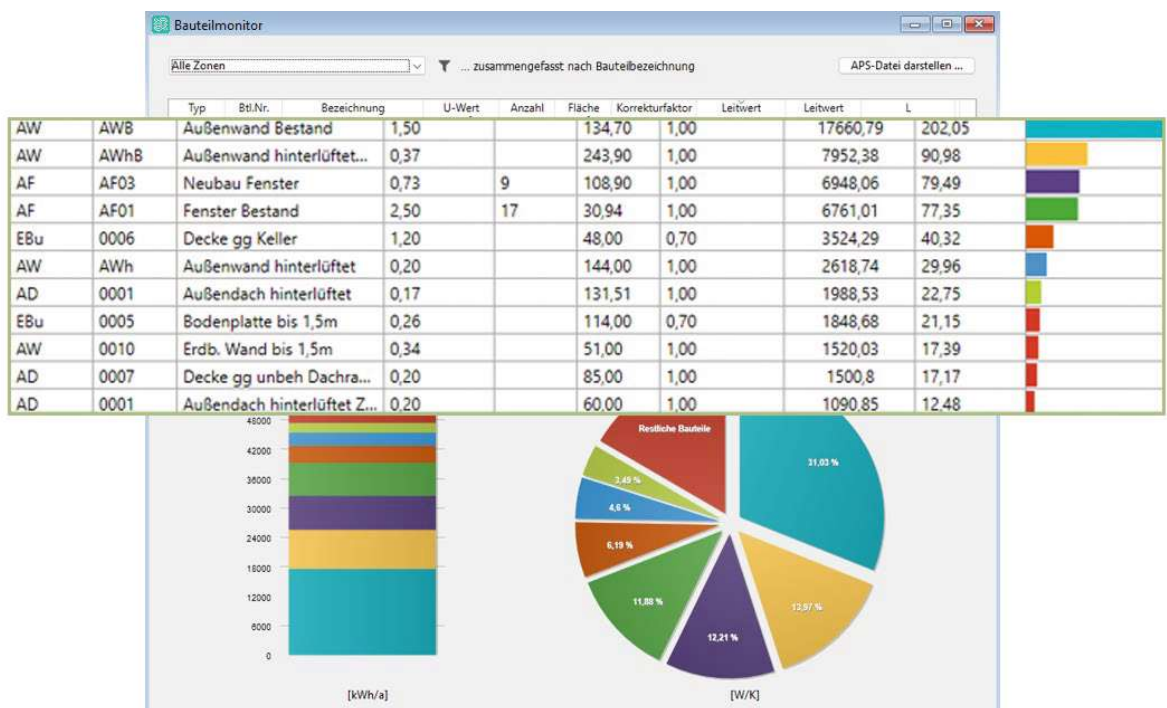 Bauteilmonitor
Alle Zonen ... zusammengefasst nach Bauteilbezeichnung APS-Datei darstellen ...
Typ Btl.Nr. Bezeichnung U-Wert Anzahl Fläche Korrekturfaktor Leitwert Leitwert L
AW AWB Außenwand Bestand 1,50 134,70 1,00 17660,79 202,05
AW AWhB Außenwand hinterlüftet... 0,37 243,90 1,00 7952,38 90,98
AF AF03 Neubau Fenster 0,73 9 108,90 1,00 6948,06 79,49
AF AF01 Fenster Bestand 2,50 17 30,94 1,00 6761,01 77,35
EBu 0006 Decke gg Keller 1,20 48,00 0,70 3524,29 40,32
AW AWh Außenwand hinterlüftet 0,20 144,00 1,00 2618,74 29,96
AD 0001 Außendach hinterlüftet 0,17 131,51 1,00 1988,53 22,75
EBu 0005 Bodenplatte bis 1,5m 0,26 114,00 0,70 1848,68 21,15
AW 0010 Erdb. Wand bis 1,5m 0,34 51,00 1,00 1520,03 17,39
AD 0007 Decke gg unbeh Dachra... 0,20 85,00 1,00 1500,8 17,17
AD 0001 Außendach hinterlüftet Z... 0,20 60,00 1,00 1090,85 12,48
48000
42000
36000
30000
24000
18000
12000
6000
0
[kWh/a]
Restliche Bauteile
31,03 %
3,49 %
4,6 %
6,19 %
11,88 %
12,21 %
13,97 %
[W/K]